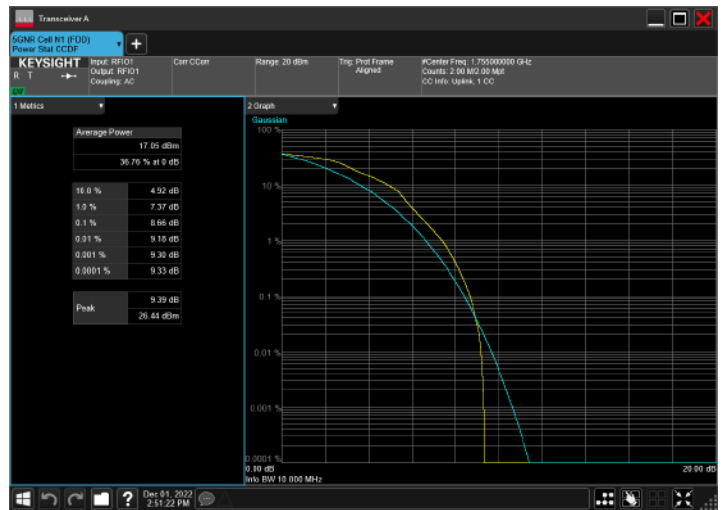 Transceiver A
5GNR Cell N1 (FDD)
Power Stat CCDF
KEYSIGHT
R T
Input: RFIO1
Output: RFIO1
Coupling: AC
Corr CCorr
Range: 20 dBm
Trig: Prot Frame
Aligned
#Center Freq: 1.755000000 GHz
Counts: 2.00 M/2.00 Mpt
CC Info: Uplink, 1 CC
1 Metrics
Average Power
17.05 dBm
36.76 % at 0 dB
10.0 % 4.92 dB
1.0 % 7.37 dB
0.1 % 8.66 dB
0.01 % 9.18 dB
0.001 % 9.30 dB
0.0001 % 9.33 dB
Peak
9.39 dB
26.44 dBm
2 Graph
Gaussian
100 %
10 %
1 %
0.1 %
0.01 %
0.001 %
0.0001 %
0.00 dB
20.00 dB
Info BW 10.000 MHz
?
Dec 01, 2022
2:51:22 PM